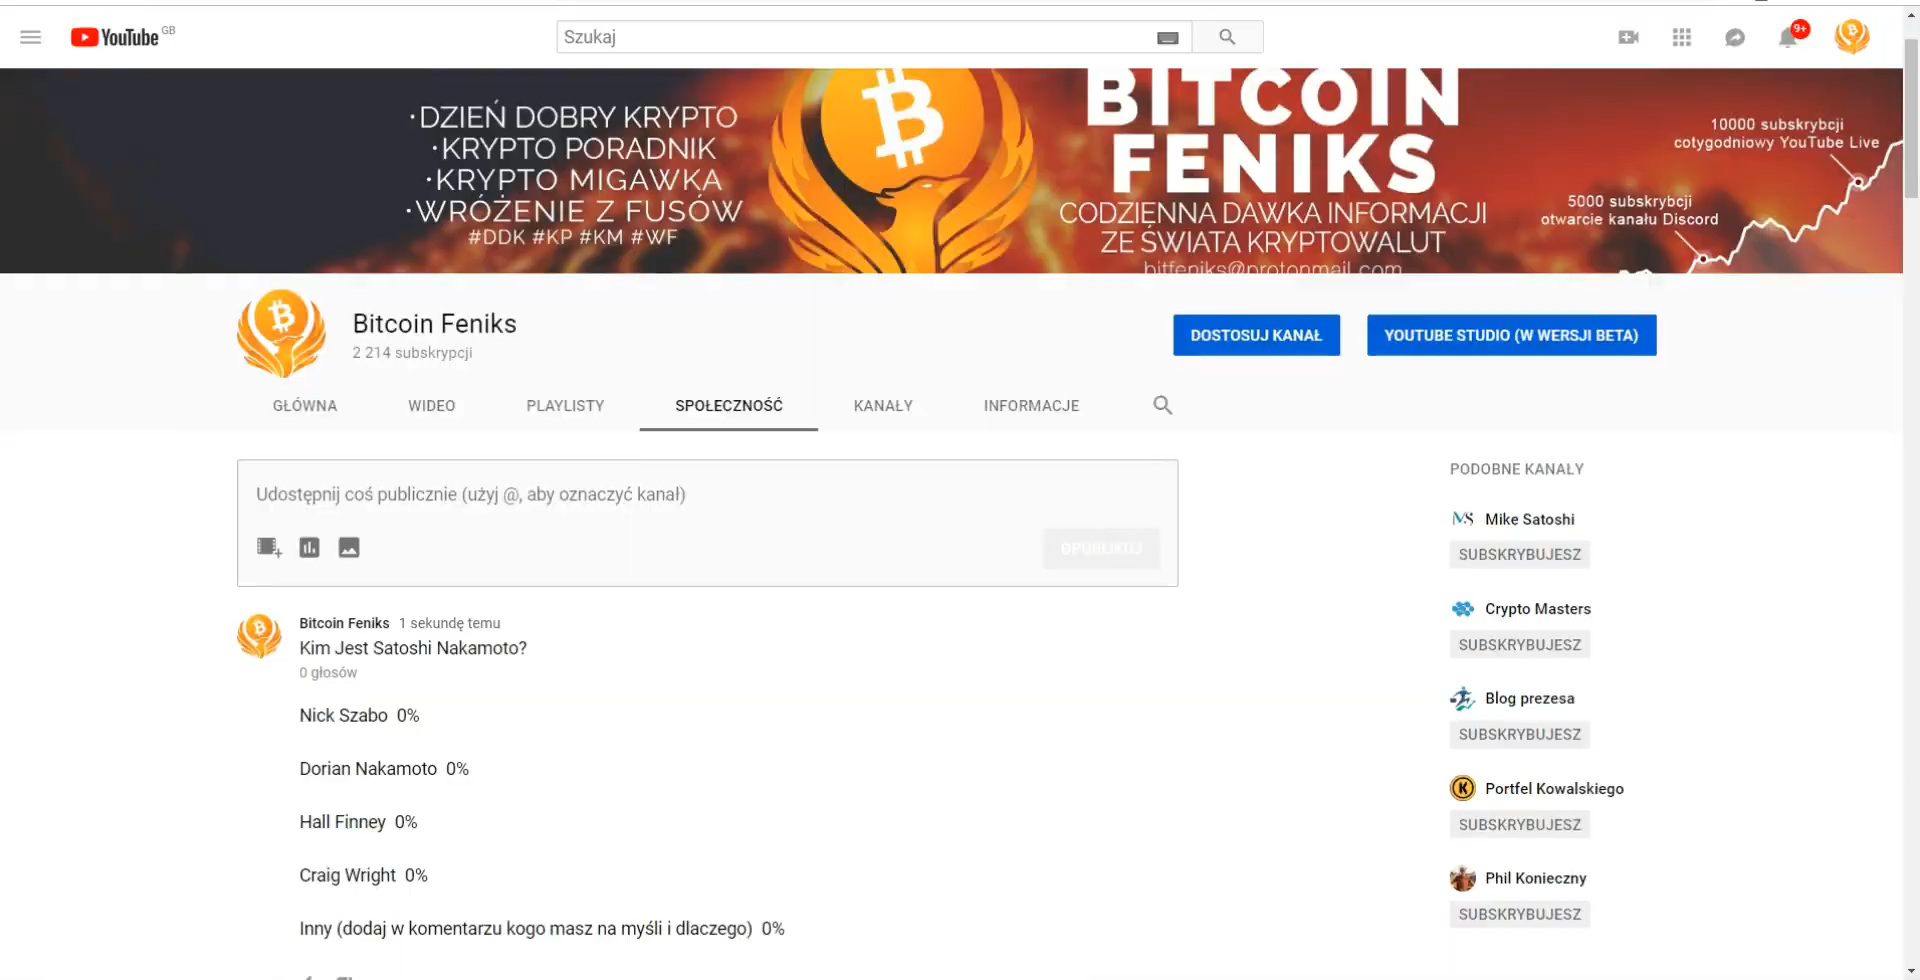 YouTube GB
Szukaj
9+
·DZIEŃ DOBRY KRYPTO
·KRYPTO PORADNIK
·KRYPTO MIGAWKA
·WRÓŻENIE Z FUSÓW
#DDK #KP #KM #WF
BITCOIN
FENIKS
CODZIENNA DAWKA INFORMACJI
ZE ŚWIATA KRYPTOWALUT
bitfeniks@protonmail.com
10000 subskrybcji
cotygodniowy YouTube Live
5000 subskrybcji
otwarcie kanału Discord
Bitcoin Feniks
2 214 subskrypcji
DOSTOSUJ KANAŁ
YOUTUBE STUDIO (W WERSJI BETA)
GŁÓWNA
WIDEO
PLAYLISTY
SPOŁECZNOŚĆ
KANAŁY
INFORMACJE
Udostępnij coś publicznie (użyj @, aby oznaczyć kanał)
OPUBLIKUJ
Bitcoin Feniks 1 sekundę temu
Kim Jest Satoshi Nakamoto?
0 głosów
Nick Szabo 0%
Dorian Nakamoto 0%
Hall Finney 0%
Craig Wright 0%
Inny (dodaj w komentarzu kogo masz na myśli i dlaczego) 0%
PODOBNE KANAŁY
Mike Satoshi
SUBSKRYBUJESZ
Crypto Masters
SUBSKRYBUJESZ
Blog prezesa
SUBSKRYBUJESZ
Portfel Kowalskiego
SUBSKRYBUJESZ
Phil Konieczny
SUBSKRYBUJESZ